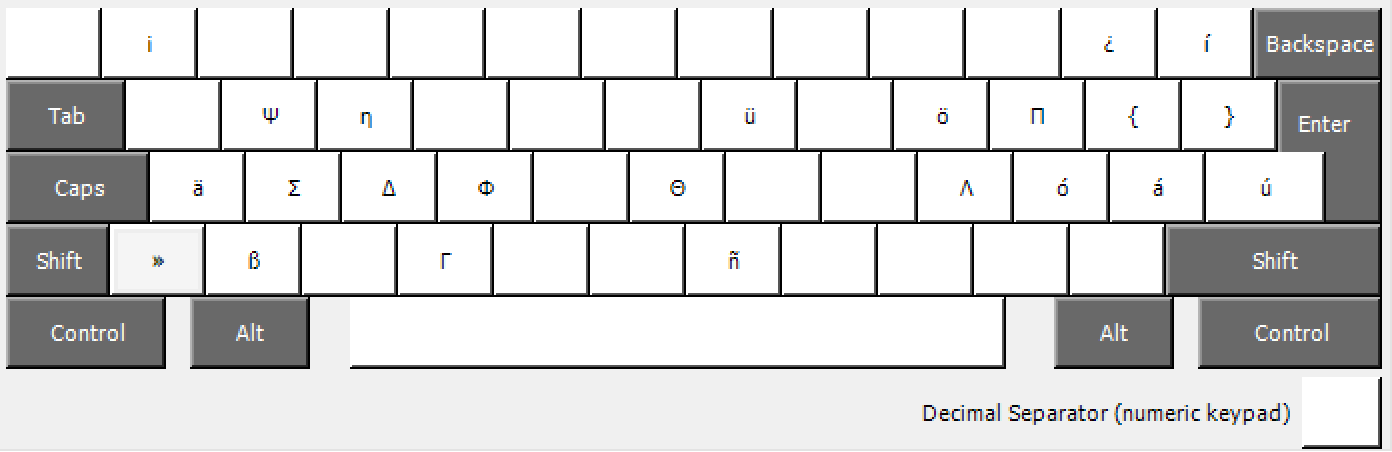 ¡ ¿ í Backspace
Tab Ψ η ü ö Π { } Enter
Caps ä Σ Δ Φ Θ Λ ó á ú
Shift » ß Γ ñ Shift
Control Alt Alt Control
Decimal Separator (numeric keypad)